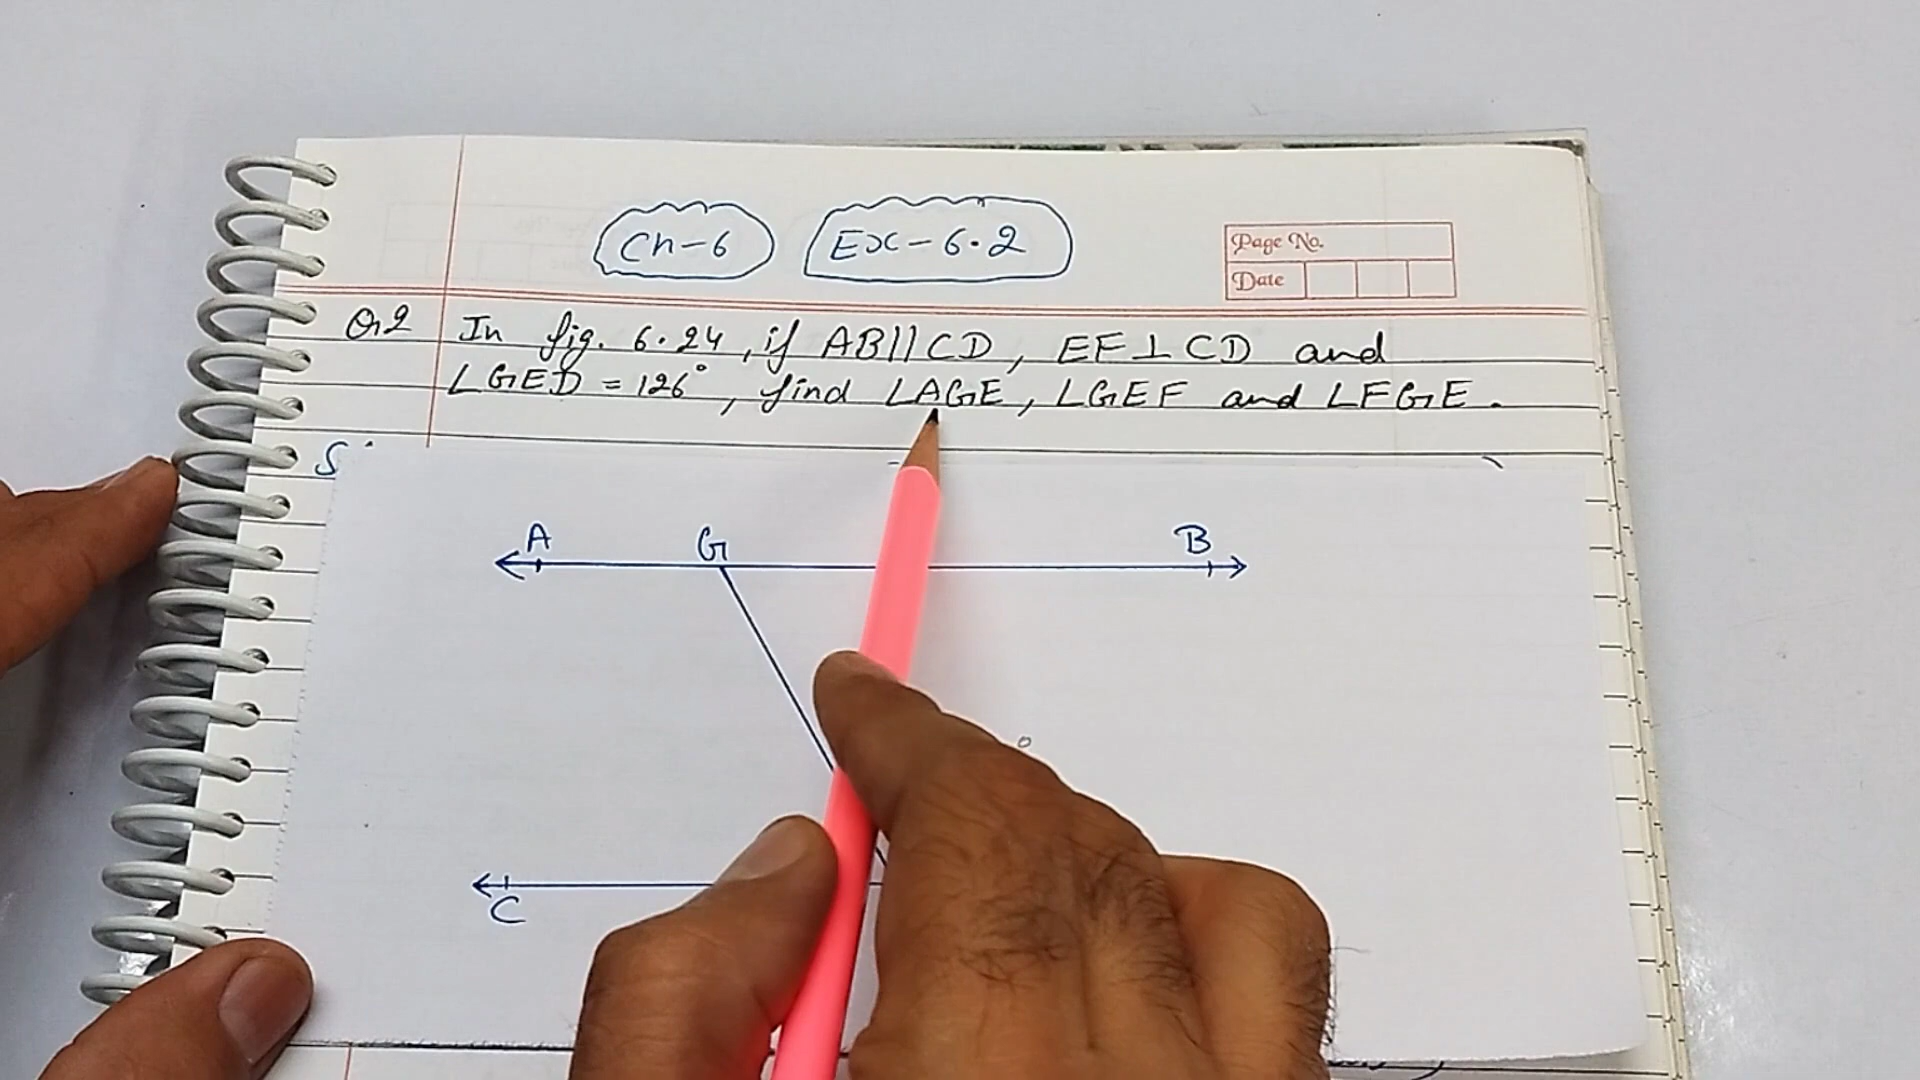 Ch-6 Ex-6.2
Page No.
Date
Q.2 In fig. 6.24, if AB||CD, EF⊥CD and
∠GED = 126°, find ∠AGE, ∠GEF and ∠FGE.
A G B
C